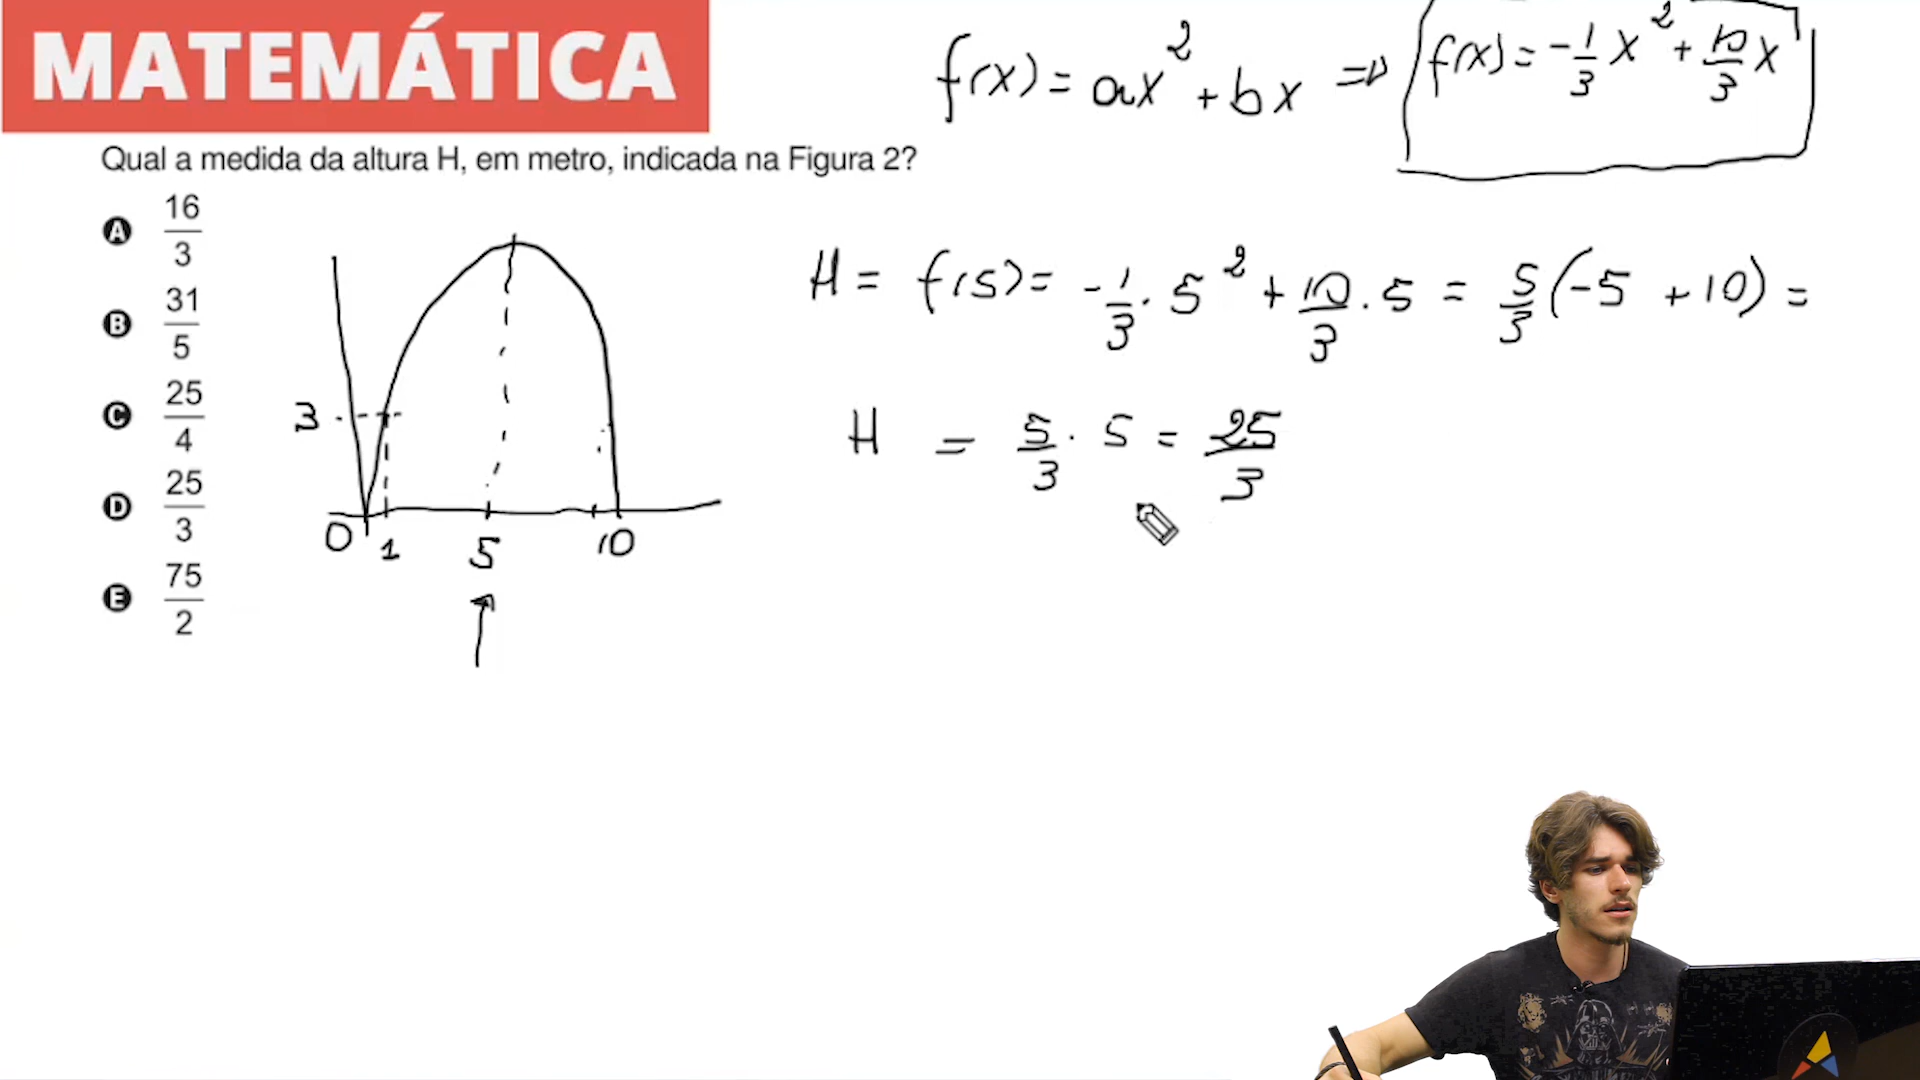 MATEMÁTICA
f(x) = ax² + bx ⇒ f(x) = -1/3 x² + 10/3 x
Qual a medida da altura H, em metro, indicada na Figura 2?
A 16/3
B 31/5
C 25/4
D 25/3
E 75/2
3
0 1 5 10
H = f(5) = -1/3 · 5² + 10/3 · 5 = 5/3 (-5 + 10) =
H = 5/3 · 5 = 25/3